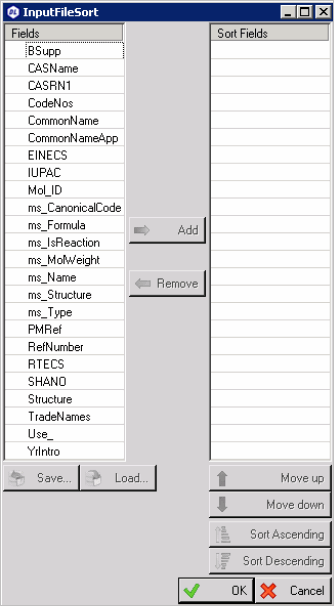 InputFileSort
Fields
Sort Fields
BSupp
CASName
CASRN1
CodeNos
CommonName
CommonNameApp
EINECS
IUPAC
Mol_ID
ms_CanonicalCode
ms_Formula
ms_IsReaction
ms_MolWeight
ms_Name
ms_Structure
ms_Type
PMRef
RefNumber
RTECS
SHANO
Structure
TradeNames
Use_
YrIntro
Add
Remove
Save...
Load...
Move up
Move down
Sort Ascending
Sort Descending
OK
Cancel